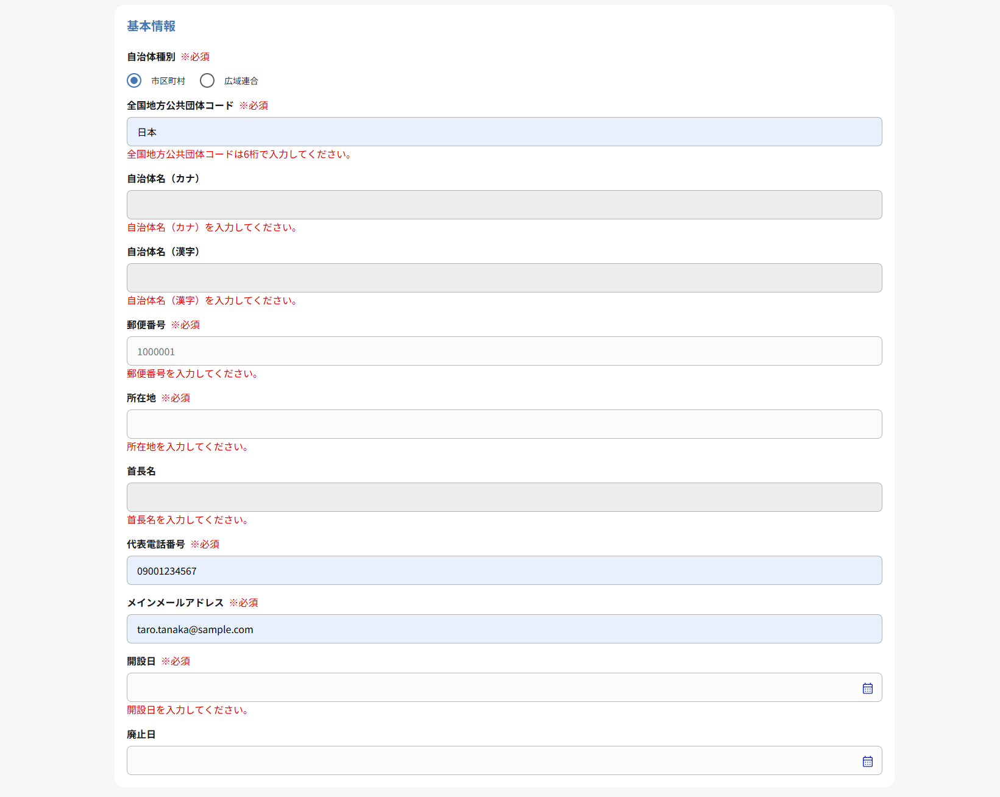 基本情報
自治体種別 ※必須
市区町村 広域連合
全国地方公共団体コード ※必須
日本
全国地方公共団体コードは6桁で入力してください。
自治体名（カナ）
自治体名（カナ）を入力してください。
自治体名（漢字）
自治体名（漢字）を入力してください。
郵便番号 ※必須
1000001
郵便番号を入力してください。
所在地 ※必須
所在地を入力してください。
首長名
首長名を入力してください。
代表電話番号 ※必須
09001234567
メインメールアドレス ※必須
taro.tanaka@sample.com
開設日 ※必須
開設日を入力してください。
廃止日